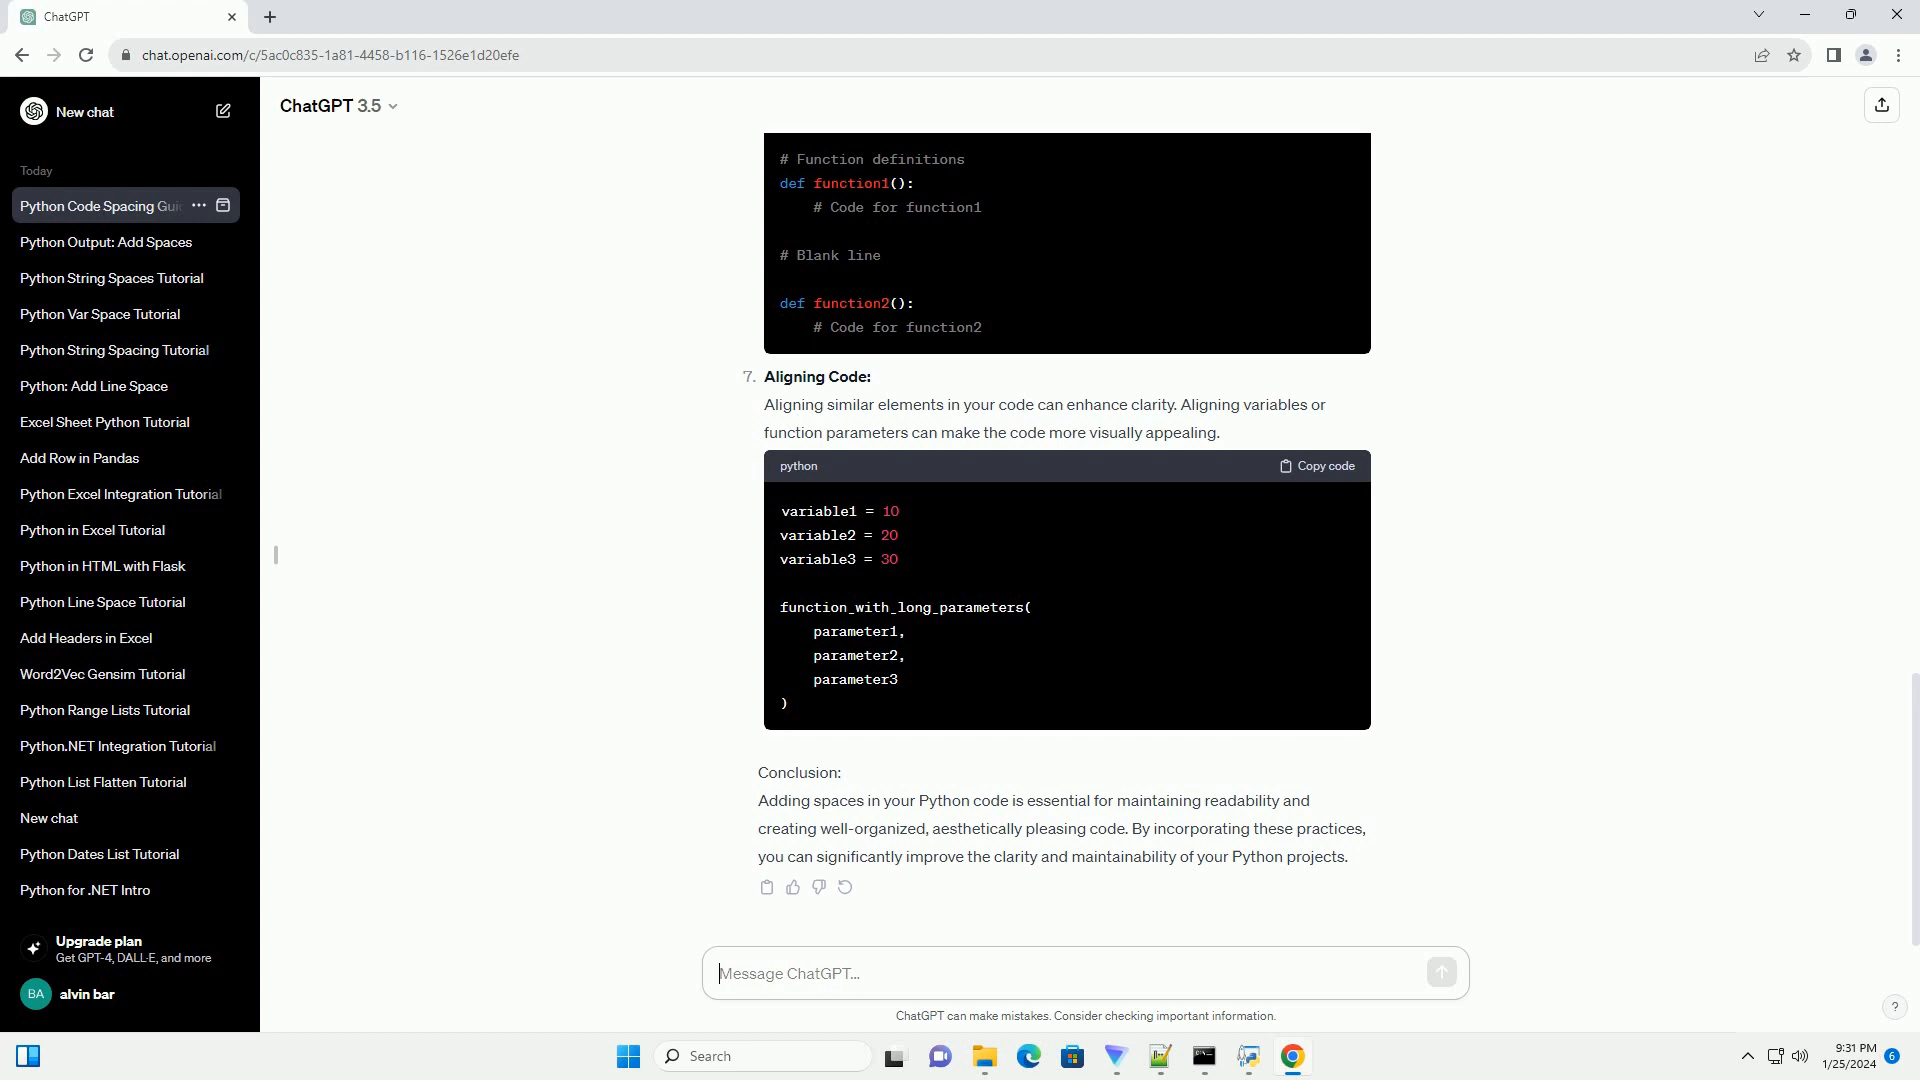 ChatGPT
chat.openai.com/c/5ac0c835-1a81-4458-b116-1526e1d20efe
New chat
Today
Python Code Spacing Gui
Python Output: Add Spaces
Python String Spaces Tutorial
Python Var Space Tutorial
Python String Spacing Tutorial
Python: Add Line Space
Excel Sheet Python Tutorial
Add Row in Pandas
Python Excel Integration Tutorial
Python in Excel Tutorial
Python in HTML with Flask
Python Line Space Tutorial
Add Headers in Excel
Word2Vec Gensim Tutorial
Python Range Lists Tutorial
Python.NET Integration Tutorial
Python List Flatten Tutorial
New chat
Python Dates List Tutorial
Python for .NET Intro
Upgrade plan
Get GPT-4, DALL·E, and more
BA alvin bar
ChatGPT 3.5
# Function definitions
def function1():
    # Code for function1
# Blank line
def function2():
    # Code for function2
7. Aligning Code:
Aligning similar elements in your code can enhance clarity. Aligning variables or
function parameters can make the code more visually appealing.
python Copy code
variable1 = 10
variable2 = 20
variable3 = 30
function_with_long_parameters(
    parameter1,
    parameter2,
    parameter3
)
Conclusion:
Adding spaces in your Python code is essential for maintaining readability and
creating well-organized, aesthetically pleasing code. By incorporating these practices,
you can significantly improve the clarity and maintainability of your Python projects.
Message ChatGPT...
ChatGPT can make mistakes. Consider checking important information.
?
Search
9:31 PM
1/25/2024
6